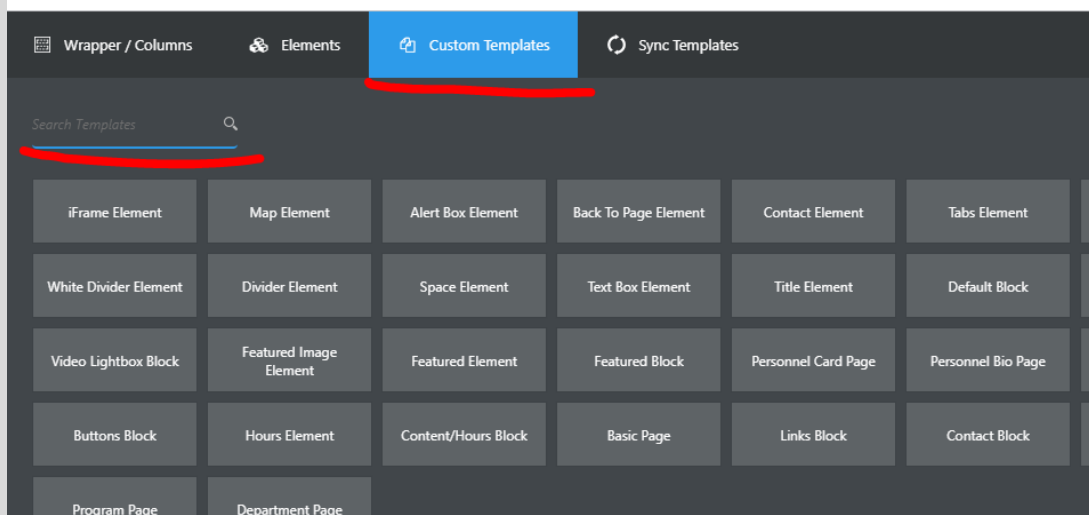 Wrapper / Columns
Elements
Custom Templates
Sync Templates
Search Templates
iFrame Element
Map Element
Alert Box Element
Back To Page Element
Contact Element
Tabs Element
White Divider Element
Divider Element
Space Element
Text Box Element
Title Element
Default Block
Video Lightbox Block
Featured Image
Element
Featured Element
Featured Block
Personnel Card Page
Personnel Bio Page
Buttons Block
Hours Element
Content/Hours Block
Basic Page
Links Block
Contact Block
Program Page
Department Page